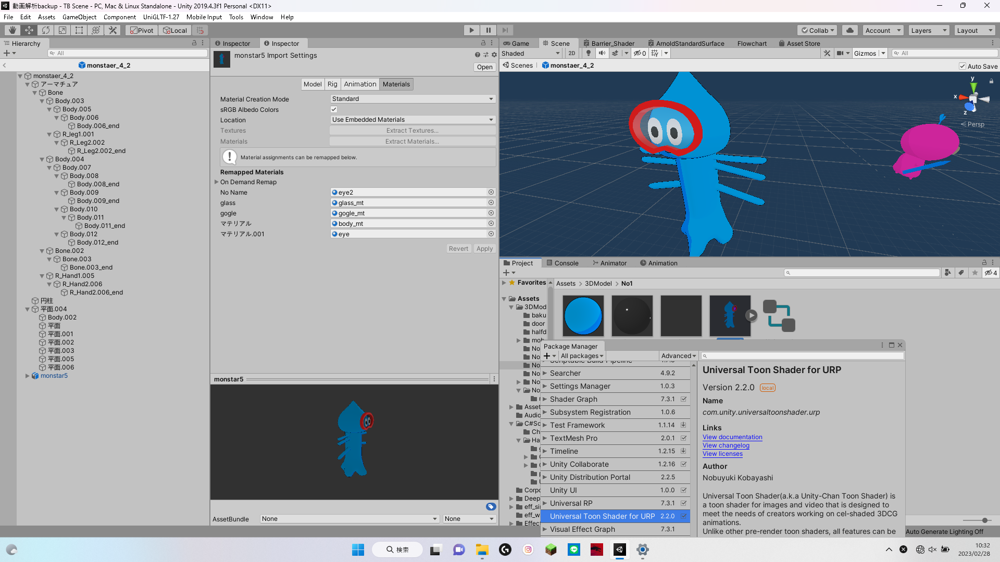 動画解析backup - TB Scene - PC, Mac & Linux Standalone - Unity 2019.4.3f1 Personal <DX11>
File Edit Assets GameObject Component UniGLTF-1.27 Mobile Input Tools Window Help
Pivot Local Collab Account Layers Layout
Hierarchy
All
monstaer_4_2
monstaer_4_2
アーマチュア
Bone
Body.003
Body.005
Body.006
Body.006_end
R_leg1.001
R_Leg2.002
R_Leg2.002_end
Body.004
Body.007
Body.008
Body.008_end
Body.009
Body.009_end
Body.010
Body.011
Body.011_end
Body.012
Body.012_end
Bone.002
Bone.003
Bone.003_end
R_Hand1.005
R_Hand2.006
R_Hand2.006_end
円柱
平面.004
Body.002
平面
平面.001
平面.002
平面.003
平面.005
平面.006
monstar5
Inspector Inspector
monstar5 Import Settings
Open
Model Rig Animation Materials
Material Creation Mode Standard
sRGB Albedo Colors
Location Use Embedded Materials
Textures Extract Textures...
Materials Extract Materials...
Material assignments can be remapped below.
Remapped Materials
On Demand Remap
No Name eye2
glass glass_mt
gogle gogle_mt
マテリアル body_mt
マテリアル.001 eye
Revert Apply
monstar5
AssetBundle None None
Game Scene Barrier_Shader ArnoldStandardSurface Flowchart Asset Store
Shaded 2D 0 Gizmos All
Scenes monstaer_4_2 Auto Save
y
x
z
Persp
Project Console Animator Animation
4
Favorites
Assets > 3DModel > No1
Assets
3DMod
baku
door
halfd
mob
No
No
No
No
No
No
Asset
Audio
C#Sc
Ch
Ha
Corpo
Deep
eff_si
eff_w
Effec
Package Manager
All packages Advanced
Scriptable Build Pipeline
Searcher 4.9.2
Settings Manager 1.0.3
Shader Graph 7.3.1
Subsystem Registration 1.0.6
Test Framework 1.1.14
TextMesh Pro 2.0.1
Timeline 1.2.15
Unity Collaborate 1.2.16
Unity Distribution Portal 2.2.5
Unity UI 1.0.0
Universal RP 7.3.1
Universal Toon Shader for URP 2.2.0
Visual Effect Graph 7.3.1
Universal Toon Shader for URP
Version 2.2.0 local
Name
com.unity.universaltoonshader.urp
Links
View documentation
View changelog
View licenses
Author
Nobuyuki Kobayashi
Universal Toon Shader(a.k.a Unity-Chan Toon Shader) is
a toon shader for images and video that is designed to
meet the needs of creators working on cel-shaded 3DCG
animations.
Unlike other pre-render toon shaders, all features can be
Auto Generate Lighting Off
検索
10:32
2023/02/28